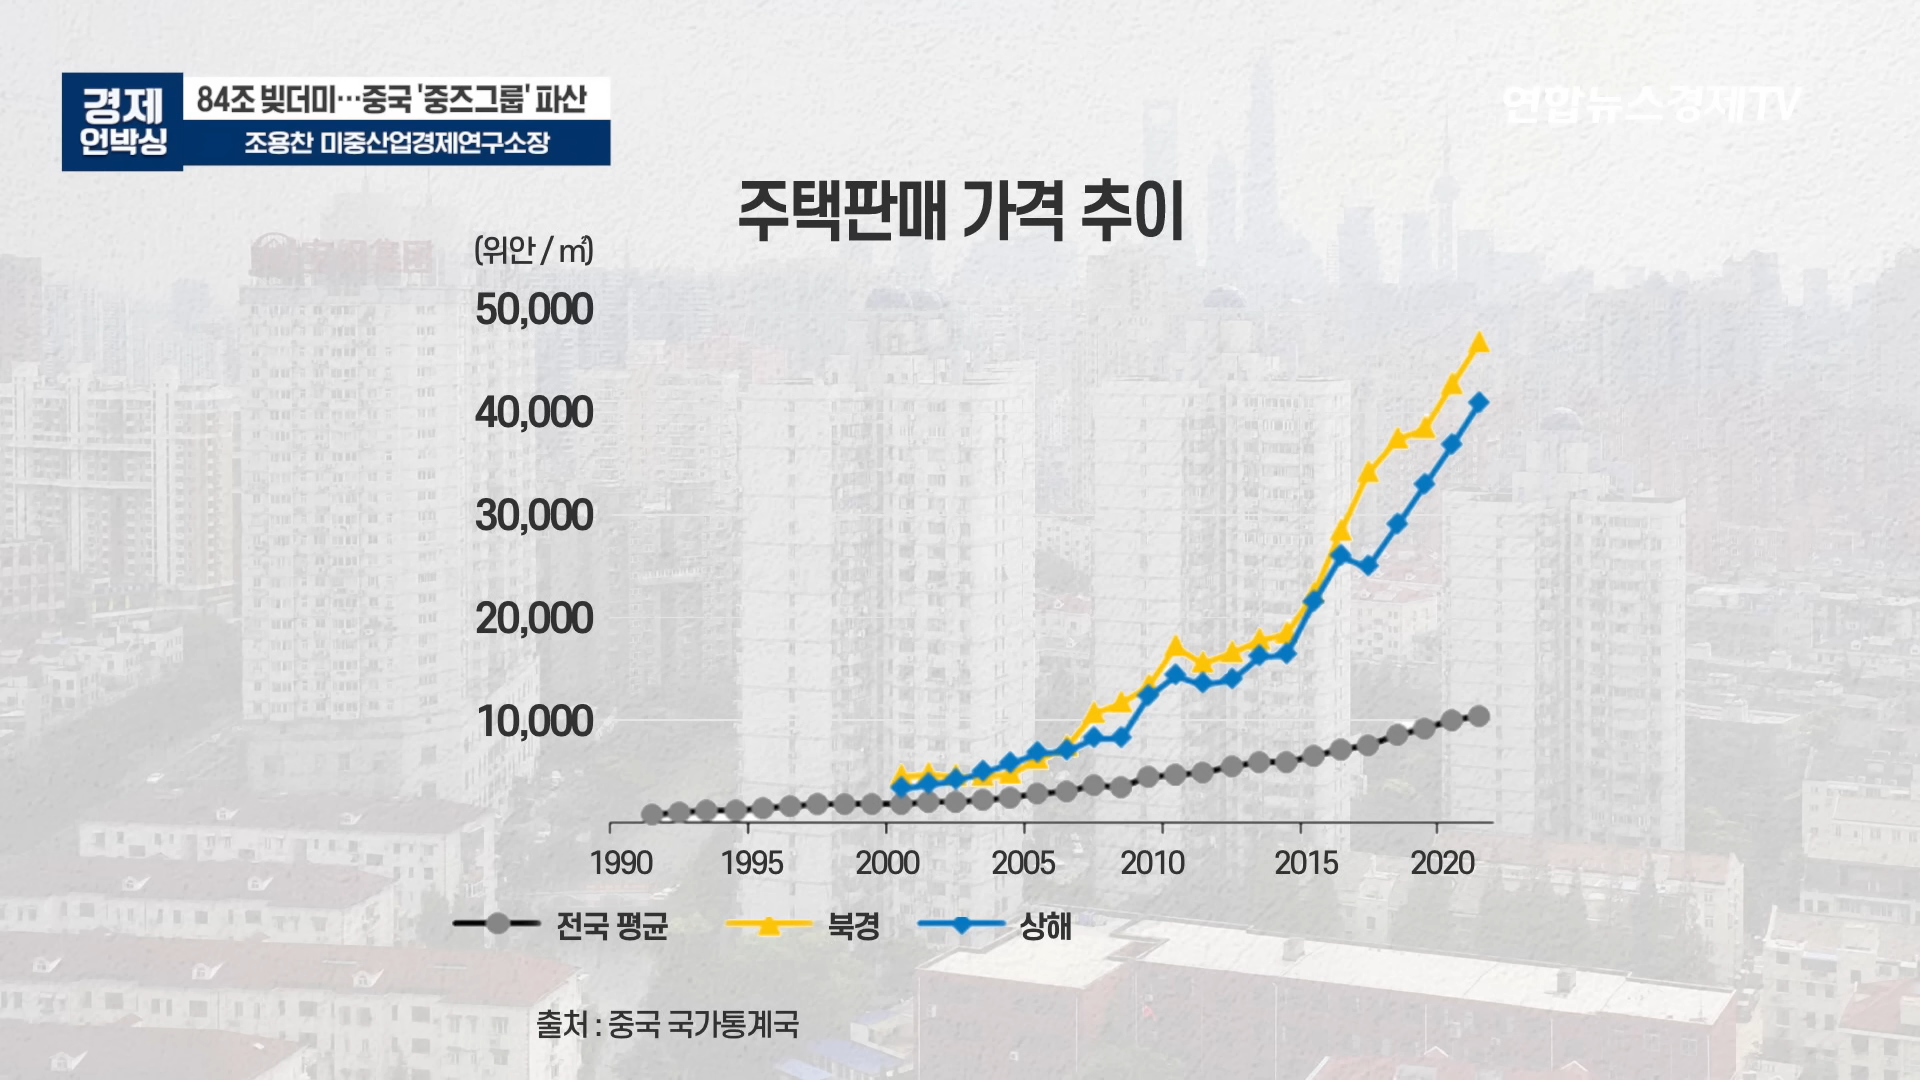 경제
언박싱
84조 빚더미…중국 '중즈그룹' 파산
조용찬 미중산업경제연구소장
연합뉴스경제TV
주택판매 가격 추이
(위안 / ㎡)
50,000
40,000
30,000
20,000
10,000
1990 1995 2000 2005 2010 2015 2020
전국 평균 북경 상해
출처 : 중국 국가통계국